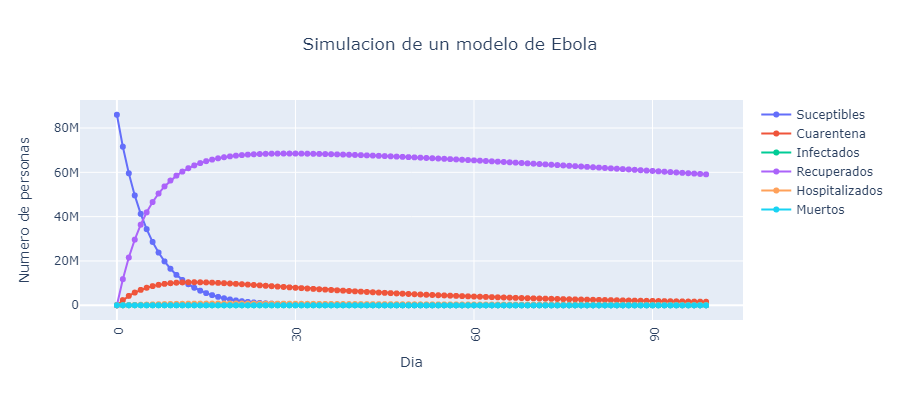 Simulacion de un modelo de Ebola
Numero de personas
80M
60M
40M
20M
0
0
30
60
90
Dia
Suceptibles
Cuarentena
Infectados
Recuperados
Hospitalizados
Muertos